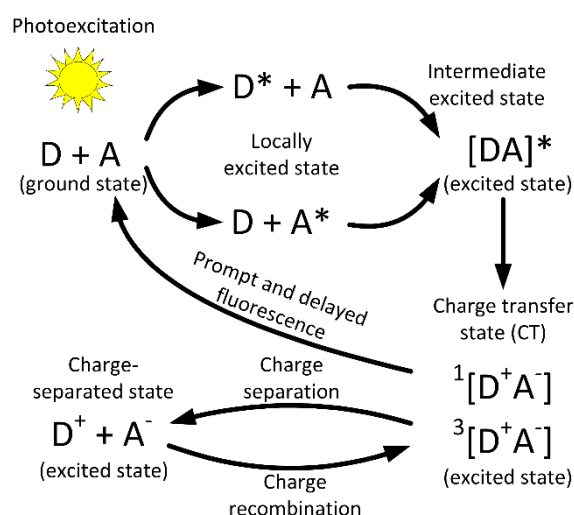 Photoexcitation
D* + A
Intermediate
excited state
D + A
(ground state)
Locally
excited state
[DA]*
(excited state)
D + A*
Prompt and delayed
fluorescence
Charge transfer
state (CT)
Charge-
separated state
Charge
separation
¹[D⁺A⁻]
D⁺ + A⁻
(excited state)
³[D⁺A⁻]
(excited state)
Charge
recombination